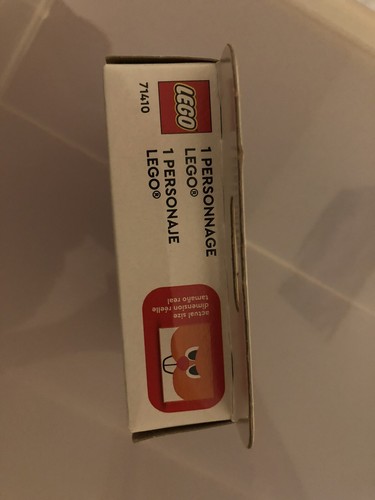 LEGO
71410
1 PERSONNAGE
LEGO®
1 PERSONAJE
LEGO®
actual size
dimension réelle
tamaño real